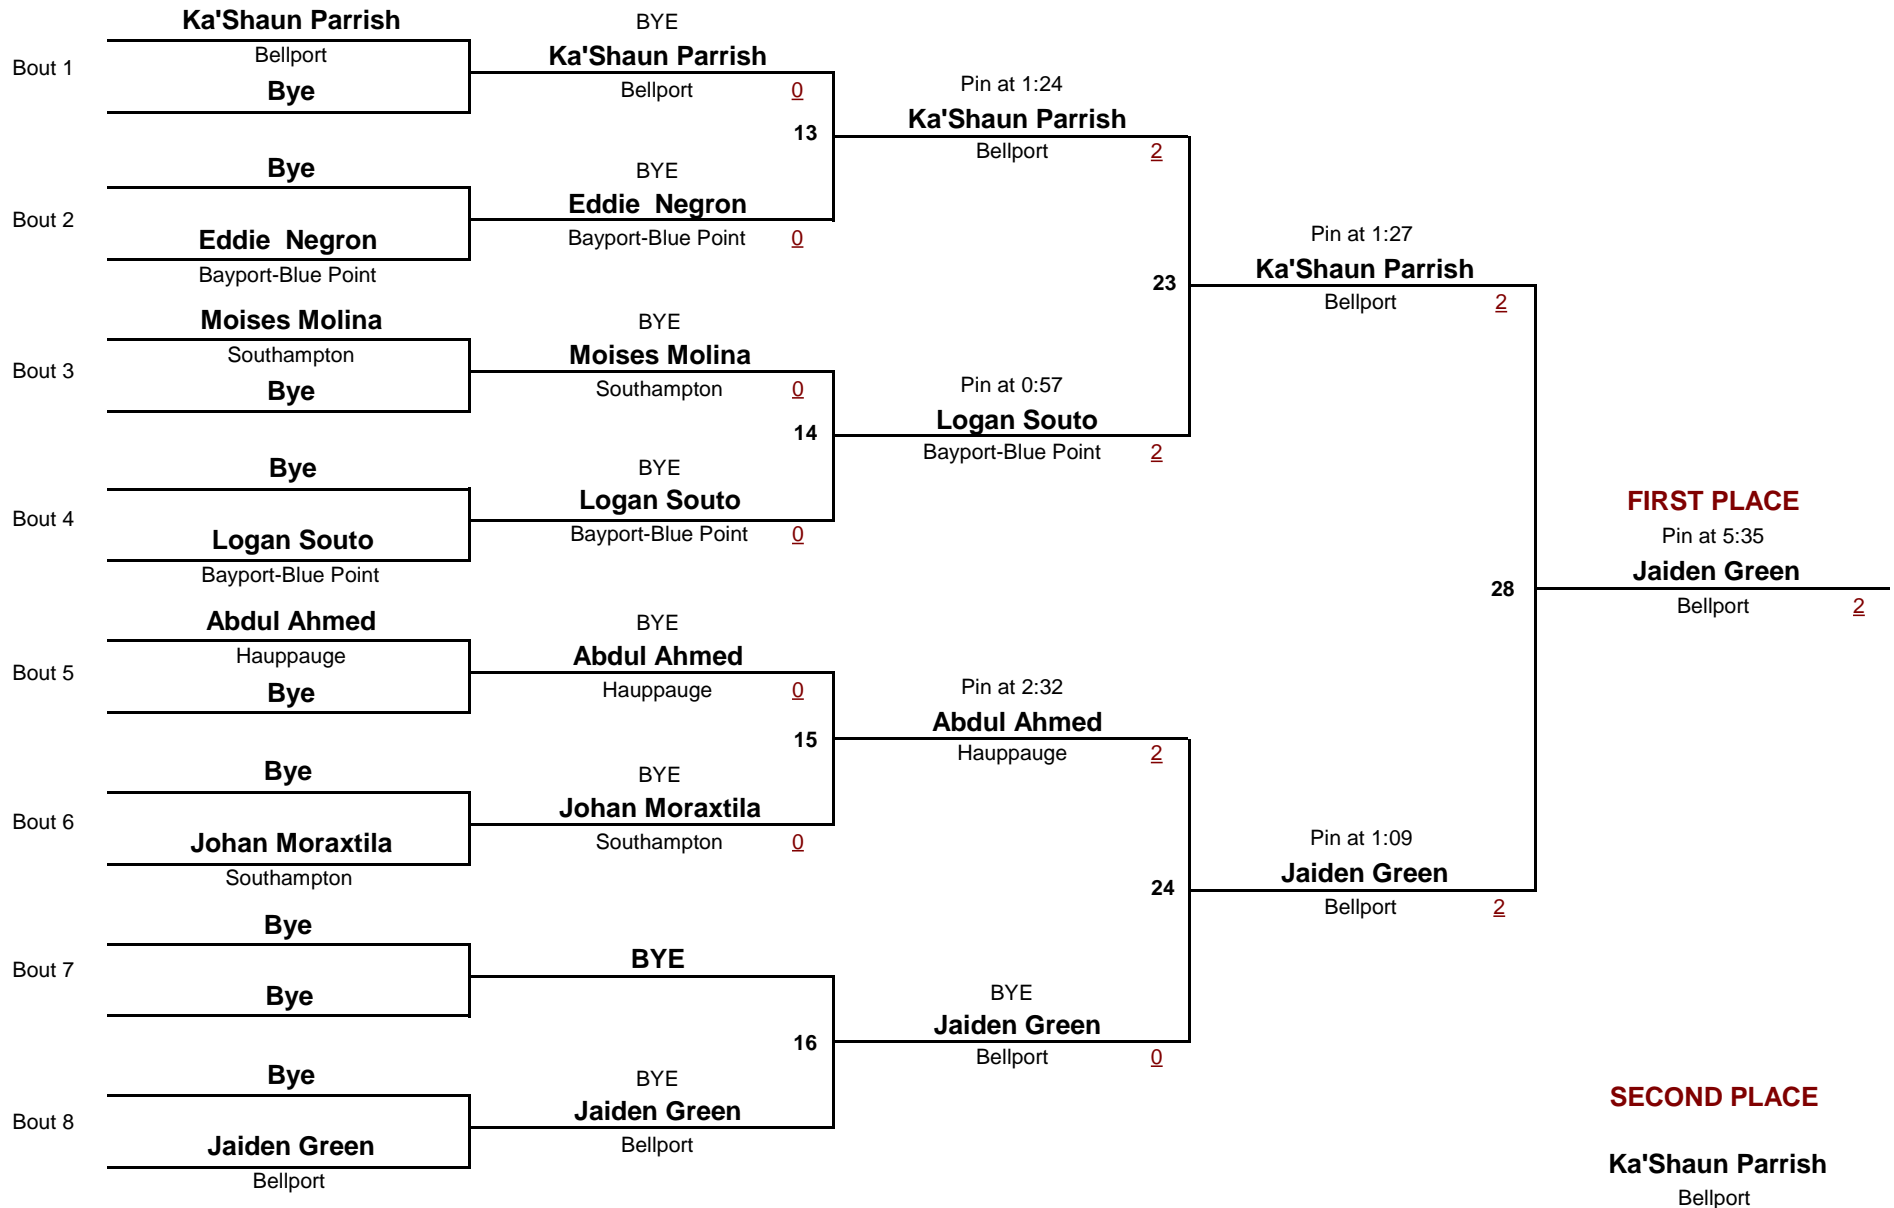 Ka'Shaun Parrish
Bout 1
Bellport
Bye
Bye
Bout 2
Eddie  Negron
Bayport-Blue Point
Moises Molina
Bout 3
Southampton
Bye
Bye
Bout 4
Logan Souto
Bayport-Blue Point
Abdul Ahmed
Bout 5
Hauppauge
Bye
Bye
Bout 6
Johan Moraxtila
Southampton
Bye
Bout 7
Bye
Bye
Bout 8
Jaiden Green
Bellport
BYE
Ka'Shaun Parrish
Bellport 0
13
BYE
Eddie  Negron
Bayport-Blue Point 0
BYE
Moises Molina
Southampton 0
14
BYE
Logan Souto
Bayport-Blue Point 0
BYE
Abdul Ahmed
Hauppauge 0
15
BYE
Johan Moraxtila
Southampton 0
BYE
16
BYE
Jaiden Green
Bellport
Pin at 1:24
Ka'Shaun Parrish
Bellport 2
23
Pin at 0:57
Logan Souto
Bayport-Blue Point 2
Pin at 2:32
Abdul Ahmed
Hauppauge 2
24
BYE
Jaiden Green
Bellport 0
Pin at 1:27
Ka'Shaun Parrish
Bellport 2
28
Pin at 1:09
Jaiden Green
Bellport 2
FIRST PLACE
Pin at 5:35
Jaiden Green
Bellport 2
SECOND PLACE
Ka'Shaun Parrish
Bellport